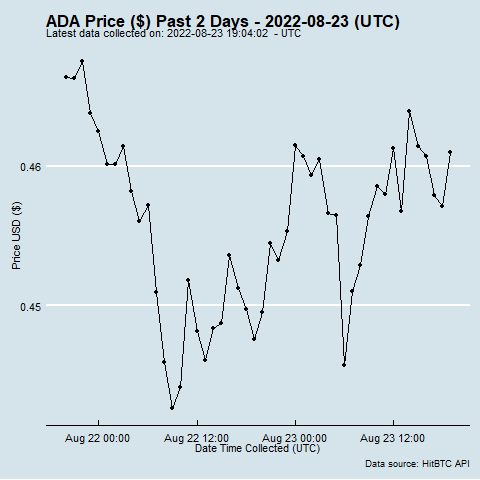 ADA Price ($) Past 2 Days - 2022-08-23 (UTC)
Latest data collected on: 2022-08-23 19:04:02 - UTC
0.46
Price USD ($)
0.45
Aug 22 00:00 Aug 22 12:00 Aug 23 00:00 Aug 23 12:00
Date Time Collected (UTC)
Data source: HitBTC API